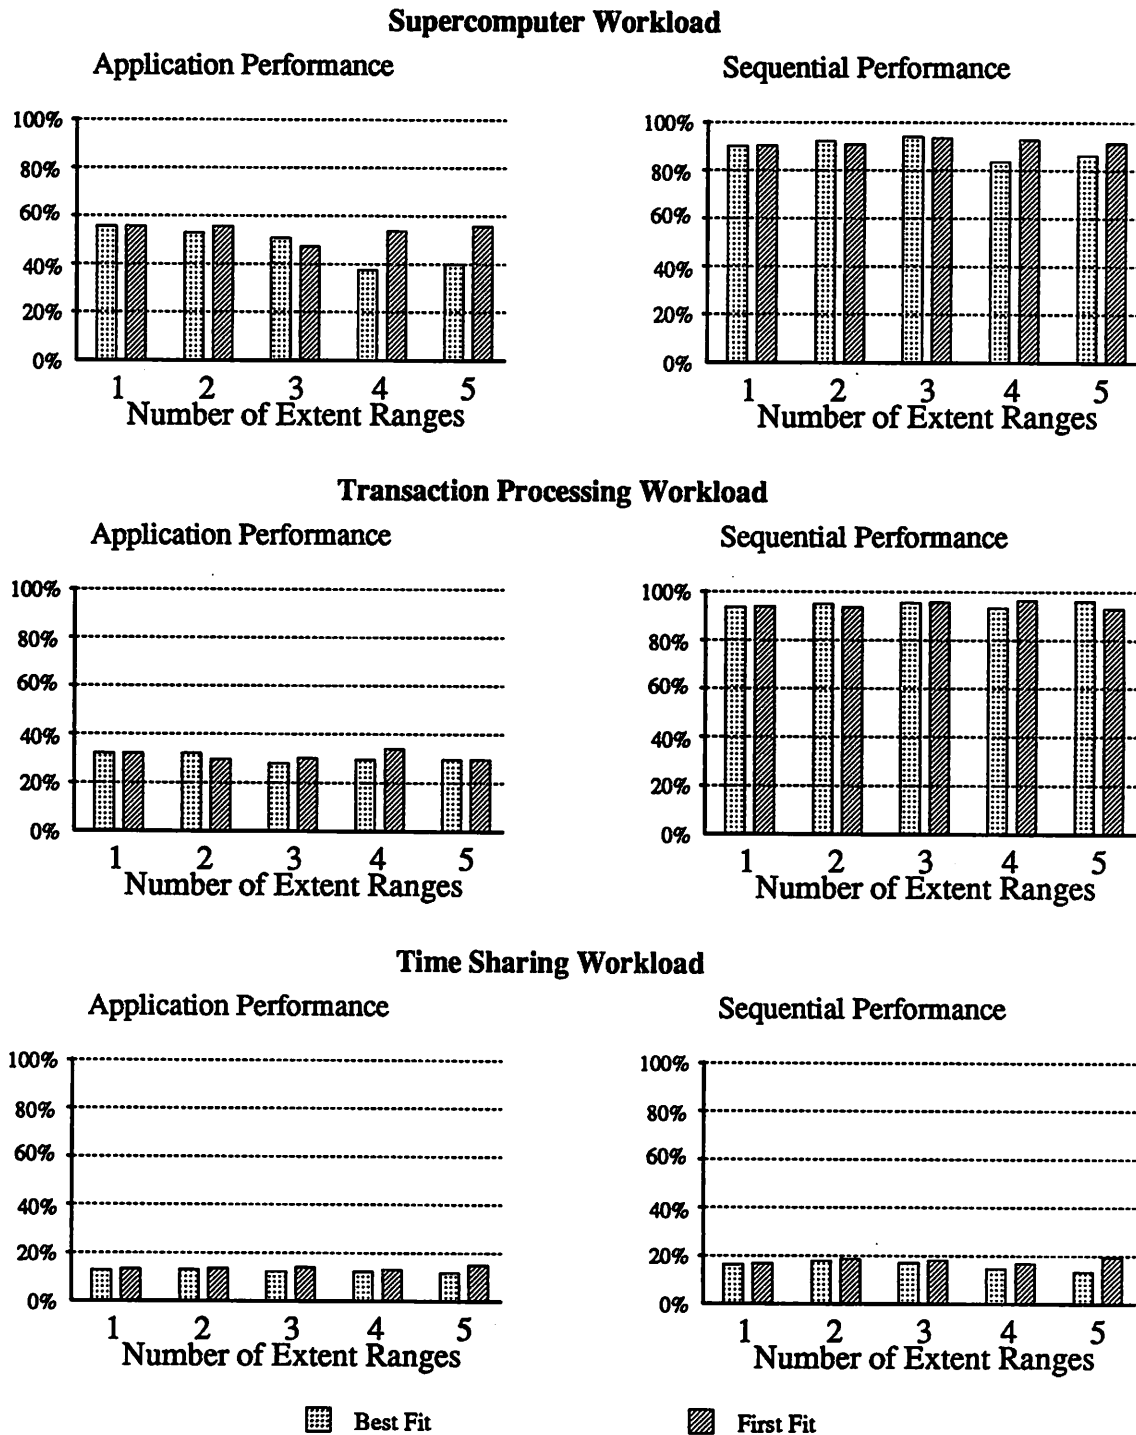 Supercomputer Workload
Application Performance
100%
80%
60%
40%
20%
0%
1 2 3 4 5
Number of Extent Ranges
Sequential Performance
100%
80%
60%
40%
20%
0%
1 2 3 4 5
Number of Extent Ranges
Transaction Processing Workload
Application Performance
100%
80%
60%
40%
20%
0%
1 2 3 4 5
Number of Extent Ranges
Sequential Performance
100%
80%
60%
40%
20%
0%
1 2 3 4 5
Number of Extent Ranges
Time Sharing Workload
Application Performance
100%
80%
60%
40%
20%
0%
1 2 3 4 5
Number of Extent Ranges
Sequential Performance
100%
80%
60%
40%
20%
0%
1 2 3 4 5
Number of Extent Ranges
Best Fit
First Fit